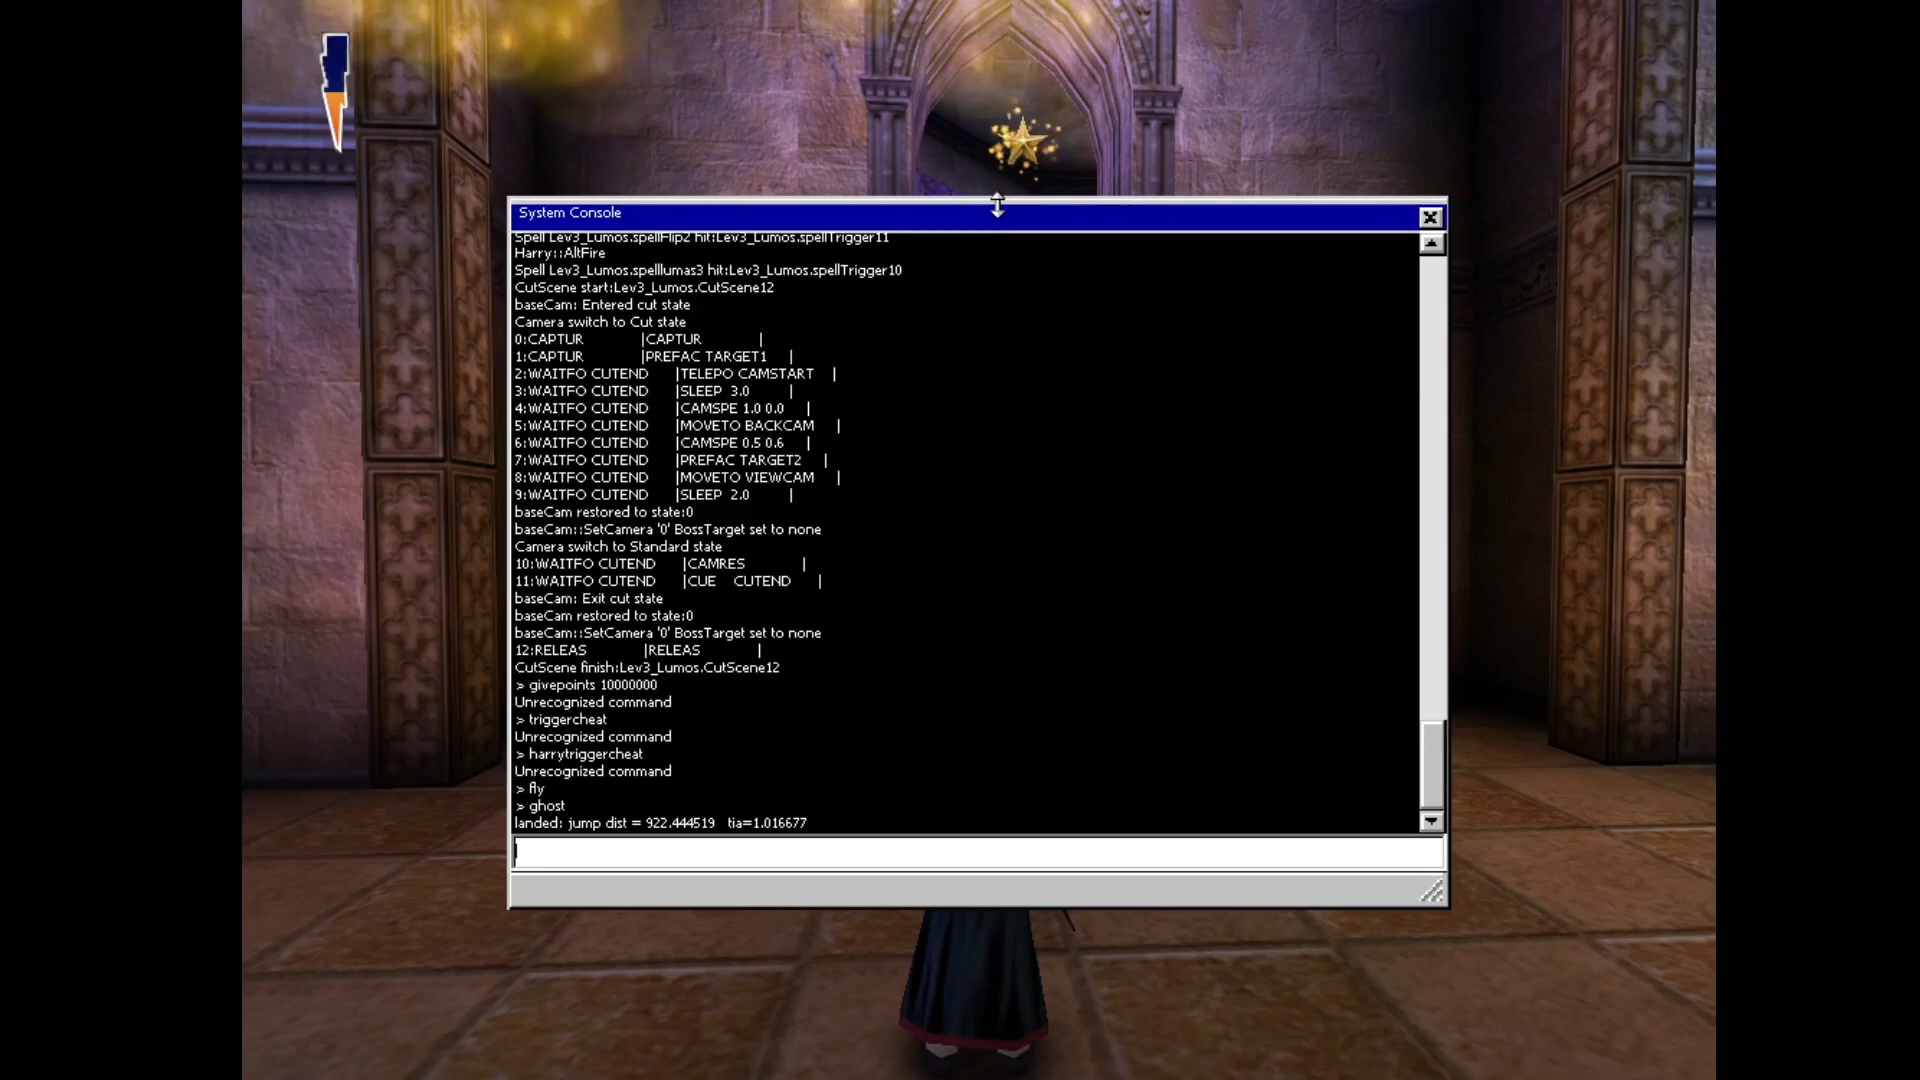 System Console
Spell Lev3_Lumos.spellFlip2 hit:Lev3_Lumos.spellTrigger11
Harry::AltFire
Spell Lev3_Lumos.spelllumas3 hit:Lev3_Lumos.spellTrigger10
CutScene start:Lev3_Lumos.CutScene12
baseCam: Entered cut state
Camera switch to Cut state
0:CAPTUR |CAPTUR |
1:CAPTUR |PREFAC TARGET1 |
2:WAITFO CUTEND |TELEPO CAMSTART |
3:WAITFO CUTEND |SLEEP 3.0 |
4:WAITFO CUTEND |CAMSPE 1.0 0.0 |
5:WAITFO CUTEND |MOVETO BACKCAM |
6:WAITFO CUTEND |CAMSPE 0.5 0.6 |
7:WAITFO CUTEND |PREFAC TARGET2 |
8:WAITFO CUTEND |MOVETO VIEWCAM |
9:WAITFO CUTEND |SLEEP 2.0 |
baseCam restored to state:0
baseCam::SetCamera '0' BossTarget set to none
Camera switch to Standard state
10:WAITFO CUTEND |CAMRES |
11:WAITFO CUTEND |CUE CUTEND |
baseCam: Exit cut state
baseCam restored to state:0
baseCam::SetCamera '0' BossTarget set to none
12:RELEAS |RELEAS |
CutScene finish:Lev3_Lumos.CutScene12
> givepoints 10000000
Unrecognized command
> triggercheat
Unrecognized command
> harrytriggercheat
Unrecognized command
> fly
> ghost
landed: jump dist = 922.444519 tia=1.016677